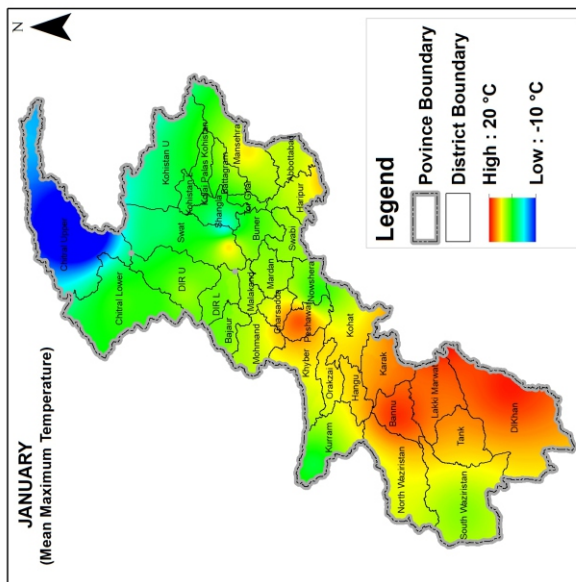 JANUARY
(Mean Maximum Temperature)
N
Chitral Upper
Chitral Lower
Kohistan U
Swat
DIR U
Kohistan L
Kolai Palas Kohistan
Shangla
Battagram
Mansehra
Tor Ghar
DIR L
Bajaur
Malakand
Buner
Abbottabad
Haripur
Mohmand
Mardan
Swabi
Charsadda
Peshawar
Nowshera
Khyber
Orakzai
Kohat
Kurram
Hangu
Karak
Bannu
North Waziristan
Lakki Marwat
Tank
South Waziristan
DIKhan
Legend
Povince Boundary
District Boundary
High : 20 °C
Low : -10 °C